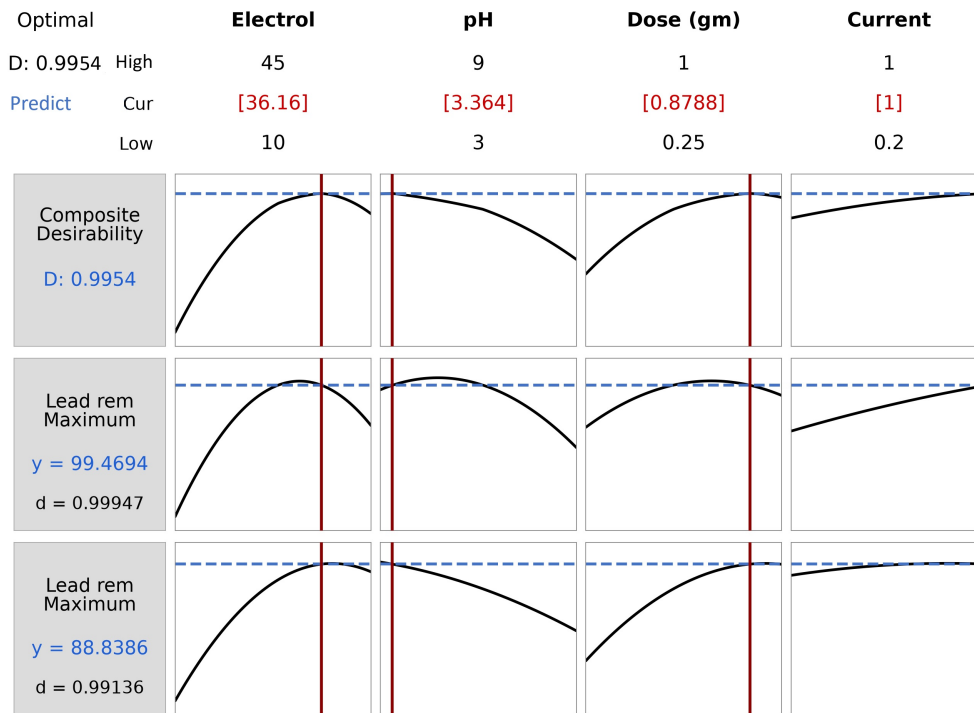 Optimal Electrol pH Dose (gm) Current
D: 0.9954 High 45 9 1 1
Predict Cur [36.16] [3.364] [0.8788] [1]
Low 10 3 0.25 0.2
Composite
Desirability
D: 0.9954
Lead rem
Maximum
y = 99.4694
d = 0.99947
Lead rem
Maximum
y = 88.8386
d = 0.99136